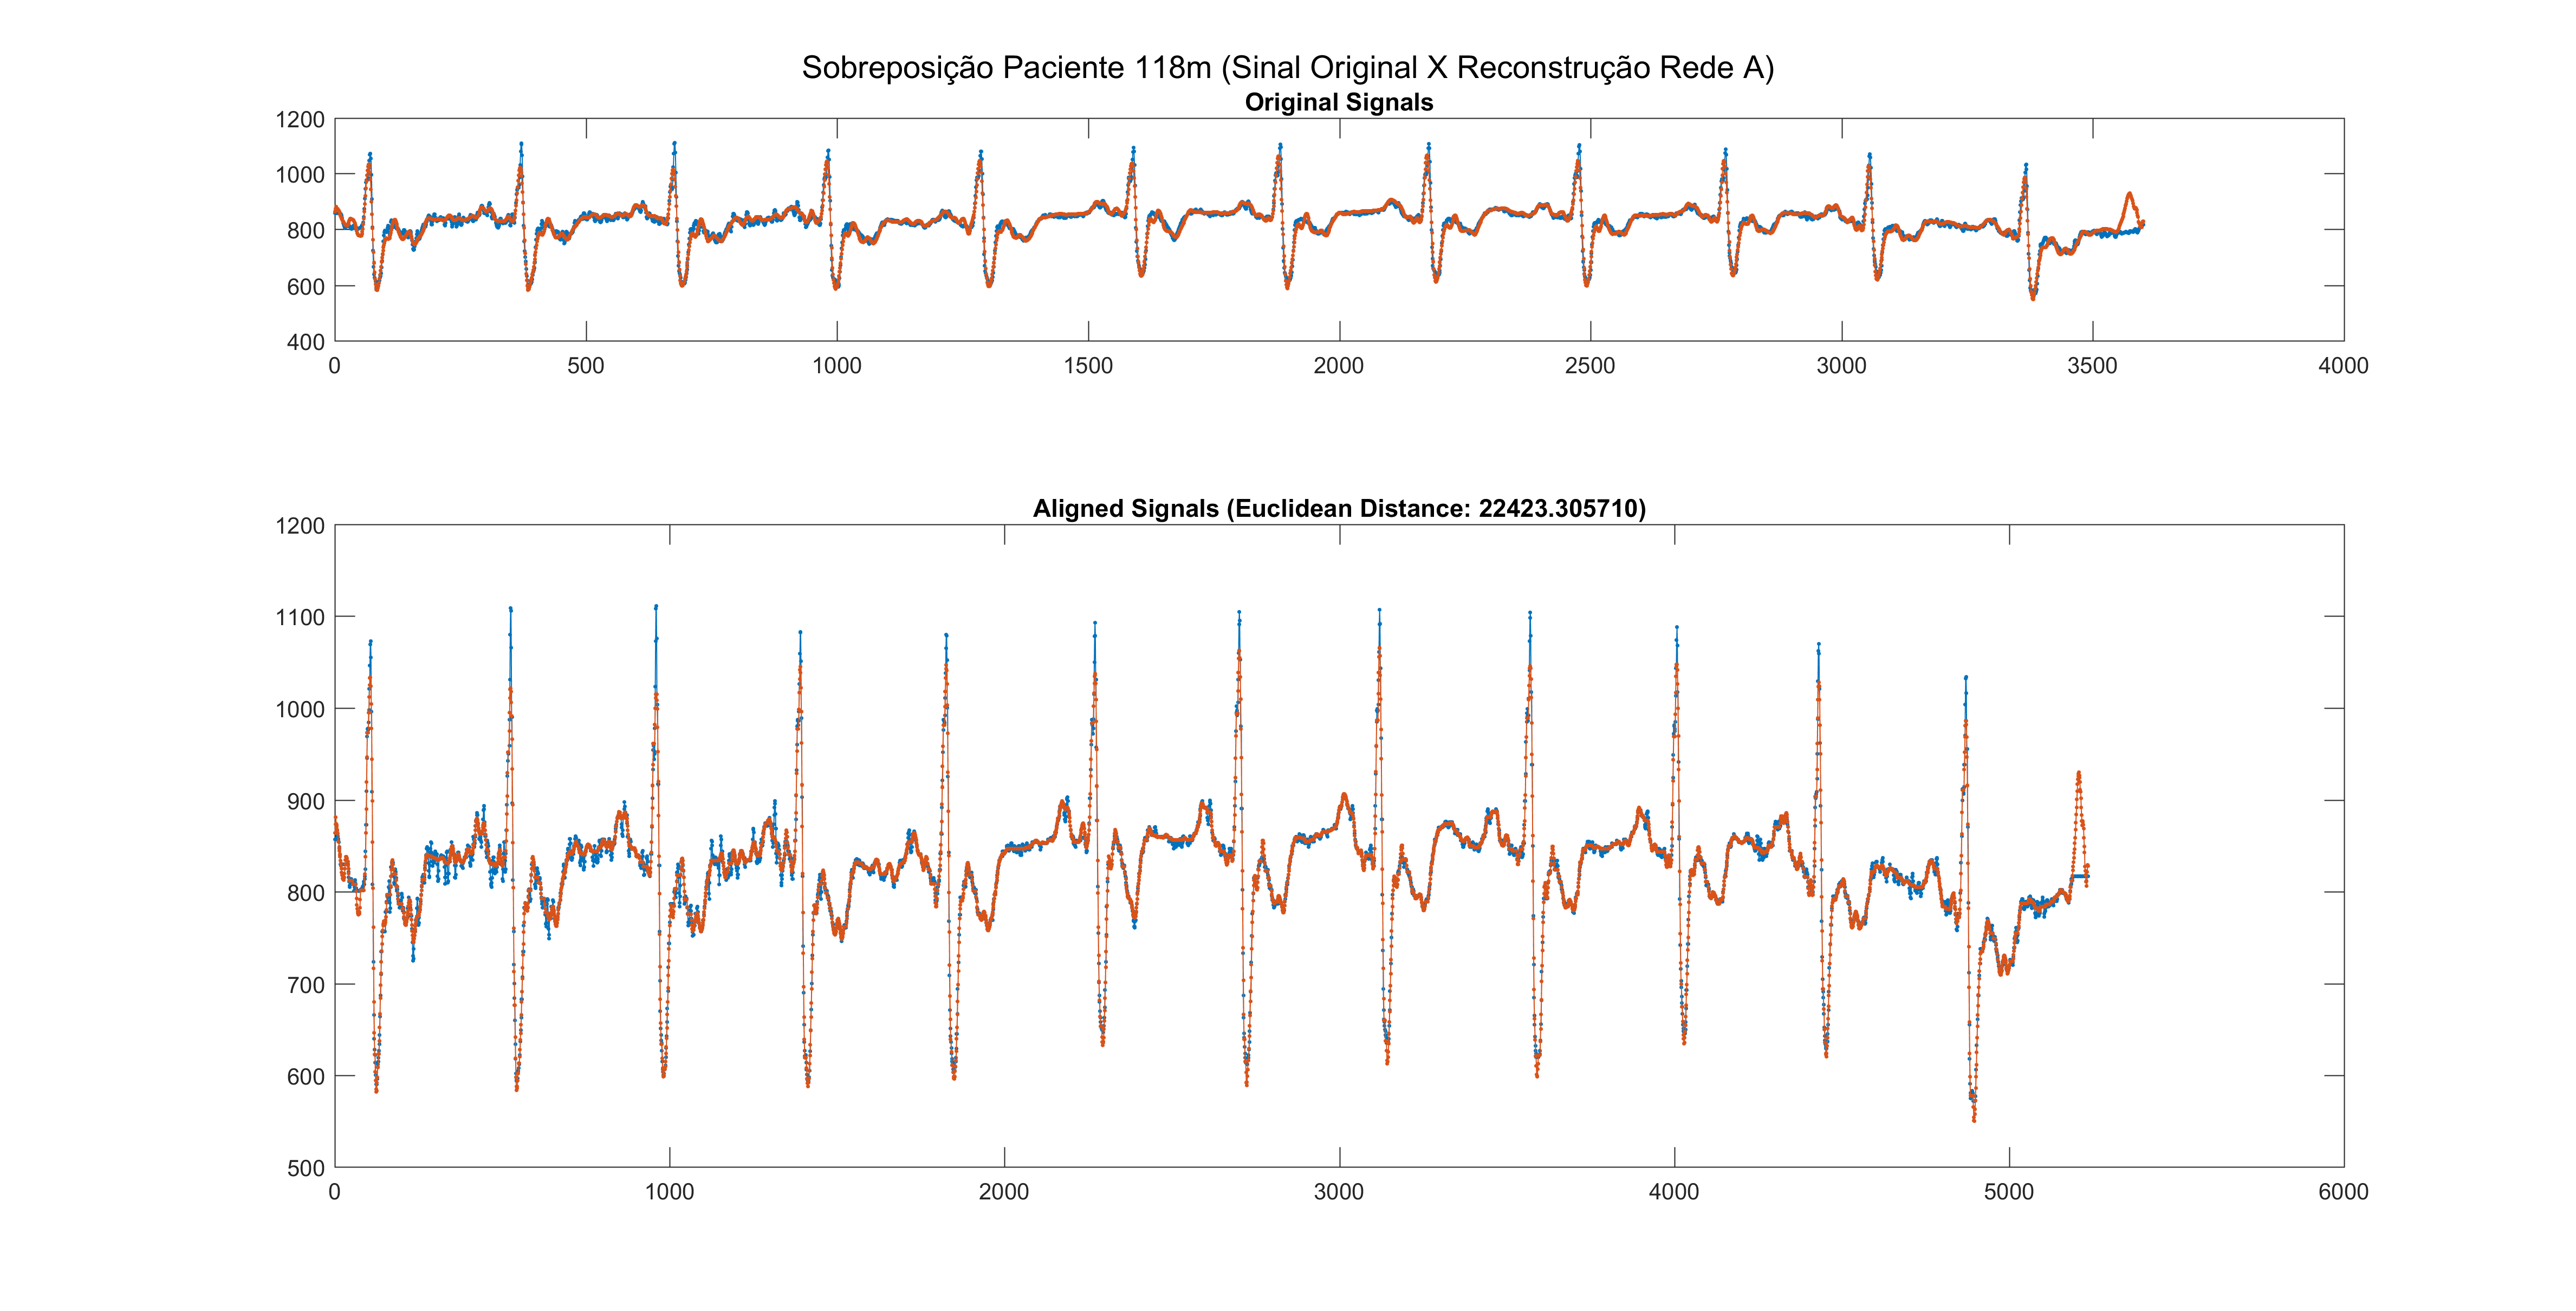 Sobreposição Paciente 118m (Sinal Original X Reconstrução Rede A)
Original Signals
1200
1000
800
600
400
0 500 1000 1500 2000 2500 3000 3500 4000
Aligned Signals (Euclidean Distance: 22423.305710)
1200
1100
1000
900
800
700
600
500
0 1000 2000 3000 4000 5000 6000